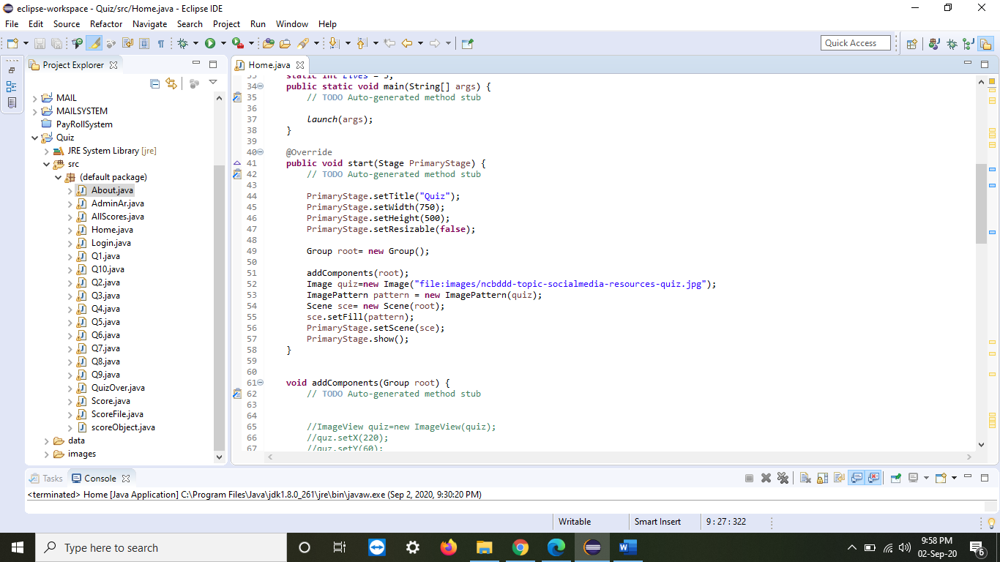 eclipse-workspace - Quiz/src/Home.java - Eclipse IDE
File Edit Source Refactor Navigate Search Project Run Window Help
Quick Access
Project Explorer
MAIL
MAILSYSTEM
PayRollSystem
Quiz
JRE System Library [jre]
src
(default package)
About.java
AdminAr.java
AllScores.java
Home.java
Login.java
Q1.java
Q10.java
Q2.java
Q3.java
Q4.java
Q5.java
Q6.java
Q7.java
Q8.java
Q9.java
QuizOver.java
Score.java
ScoreFile.java
scoreObject.java
data
images
Home.java
33 static int Lives = 3;
34 public static void main(String[] args) {
35 // TODO Auto-generated method stub
36
37 launch(args);
38 }
39
40 @Override
41 public void start(Stage PrimaryStage) {
42 // TODO Auto-generated method stub
43
44 PrimaryStage.setTitle("Quiz");
45 PrimaryStage.setWidth(750);
46 PrimaryStage.setHeight(500);
47 PrimaryStage.setResizable(false);
48
49 Group root= new Group();
50
51 addComponents(root);
52 Image quiz=new Image("file:images/ncbddd-topic-socialmedia-resources-quiz.jpg");
53 ImagePattern pattern = new ImagePattern(quiz);
54 Scene sce= new Scene(root);
55 sce.setFill(pattern);
56 PrimaryStage.setScene(sce);
57 PrimaryStage.show();
58 }
59
60
61 void addComponents(Group root) {
62 // TODO Auto-generated method stub
63
64
65 //ImageView quiz=new ImageView(quiz);
66 //quz.setX(220);
67 //quz.setY(60);
Tasks Console
<terminated> Home [Java Application] C:\Program Files\Java\jdk1.8.0_261\jre\bin\javaw.exe (Sep 2, 2020, 9:30:20 PM)
Writable Smart Insert 9 : 27 : 322
Type here to search
9:58 PM
02-Sep-20
6